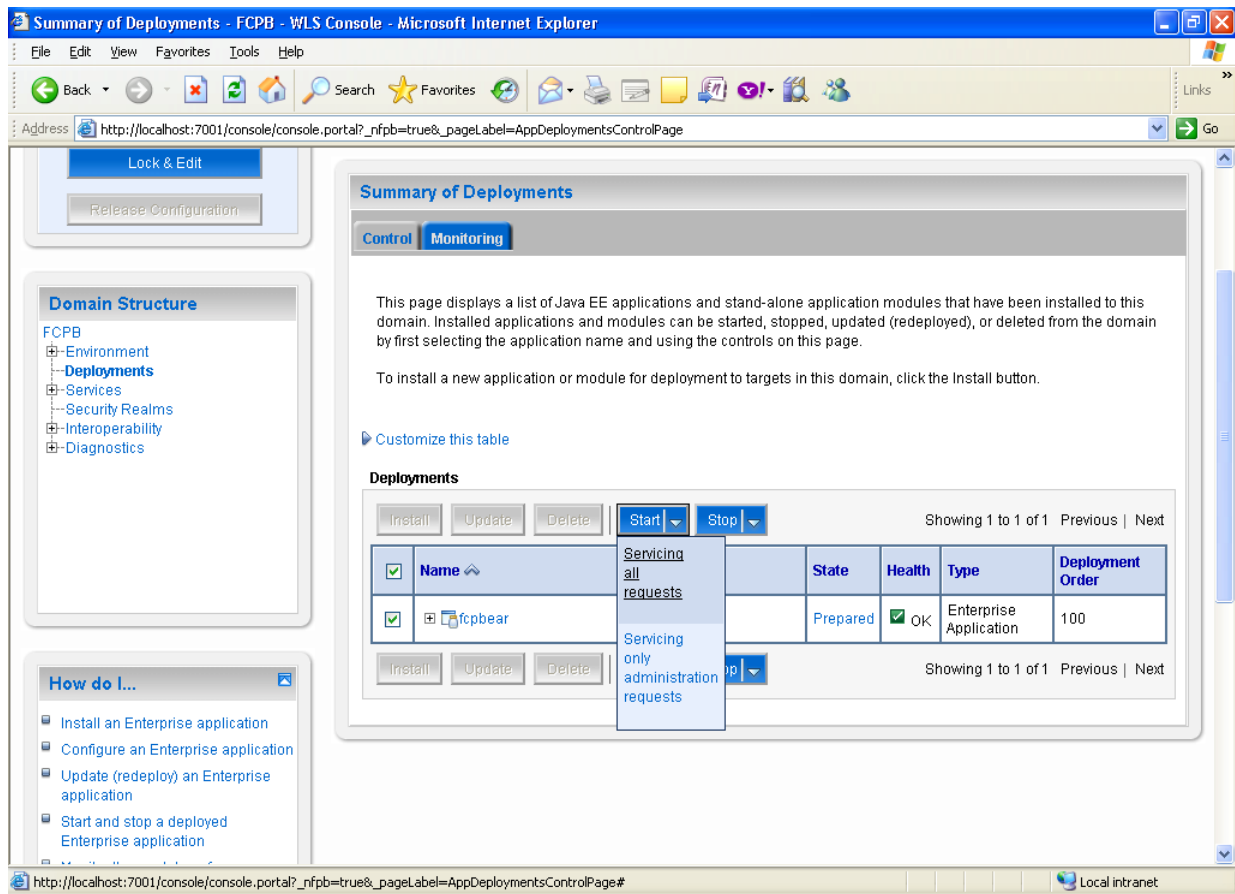 Summary of Deployments - FCPB - WLS Console - Microsoft Internet Explorer
File Edit View Favorites Tools Help
Back Search Favorites Links
Address http://localhost:7001/console/console.portal?_nfpb=true&_pageLabel=AppDeploymentsControlPage Go
Lock & Edit
Release Configuration
Domain Structure
FCPB
Environment
Deployments
Services
Security Realms
Interoperability
Diagnostics
How do I...
Install an Enterprise application
Configure an Enterprise application
Update (redeploy) an Enterprise
application
Start and stop a deployed
Enterprise application
Summary of Deployments
Control Monitoring
This page displays a list of Java EE applications and stand-alone application modules that have been installed to this
domain. Installed applications and modules can be started, stopped, updated (redeployed), or deleted from the domain
by first selecting the application name and using the controls on this page.
To install a new application or module for deployment to targets in this domain, click the Install button.
Customize this table
Deployments
Install Update Delete Start Stop Showing 1 to 1 of 1 Previous | Next
Name State Health Type Deployment
Order
fcpbear Prepared OK Enterprise
Application 100
Servicing
all
requests
Servicing
only
administration
requests
Install Update Delete Showing 1 to 1 of 1 Previous | Next
http://localhost:7001/console/console.portal?_nfpb=true&_pageLabel=AppDeploymentsControlPage# Local intranet